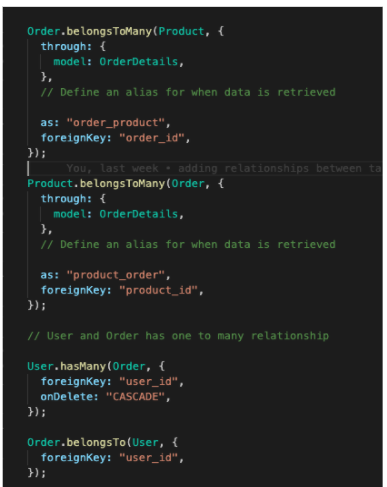 Order.belongsToMany(Product, {
through: {
model: OrderDetails,
},
// Define an alias for when data is retrieved
as: "order_product",
foreignKey: "order_id",
});
You, last week • adding relationships between ta
Product.belongsToMany(Order, {
through: {
model: OrderDetails,
},
// Define an alias for when data is retrieved
as: "product_order",
foreignKey: "product_id",
});
// User and Order has one to many relationship
User.hasMany(Order, {
foreignKey: "user_id",
onDelete: "CASCADE",
});
Order.belongsTo(User, {
foreignKey: "user_id",
});